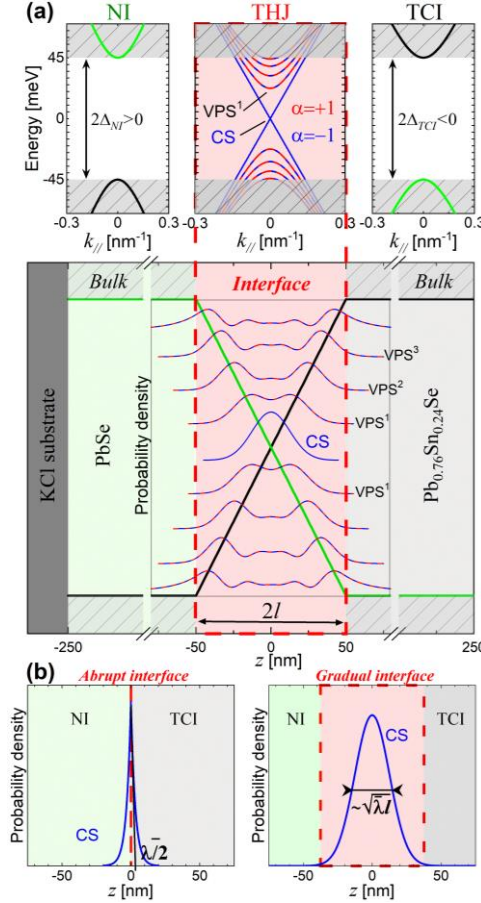 (a)
NI
THJ
TCI
Energy [meV]
45
0
-45
2Δ_NI>0
VPS¹
CS
α=+1
α=−1
2Δ_TCI<0
-0.3 0 0.3
k_// [nm⁻¹]
-0.3 0 0.3
k_// [nm⁻¹]
-0.3 0 0.3
k_// [nm⁻¹]
Bulk
Interface
Bulk
KCl substrate
PbSe
Probability density
VPS³
VPS²
VPS¹
CS
VPS¹
Pb₀.₇₆Sn₀.₂₄Se
2l
-250 -50 0 50 250
z [nm]
(b)
Abrupt interface
Gradual interface
Probability density
NI
TCI
CS
λ̄/2
-50 0 50
z [nm]
Probability density
NI
CS
TCI
~√λ̄l
-50 0 50
z [nm]